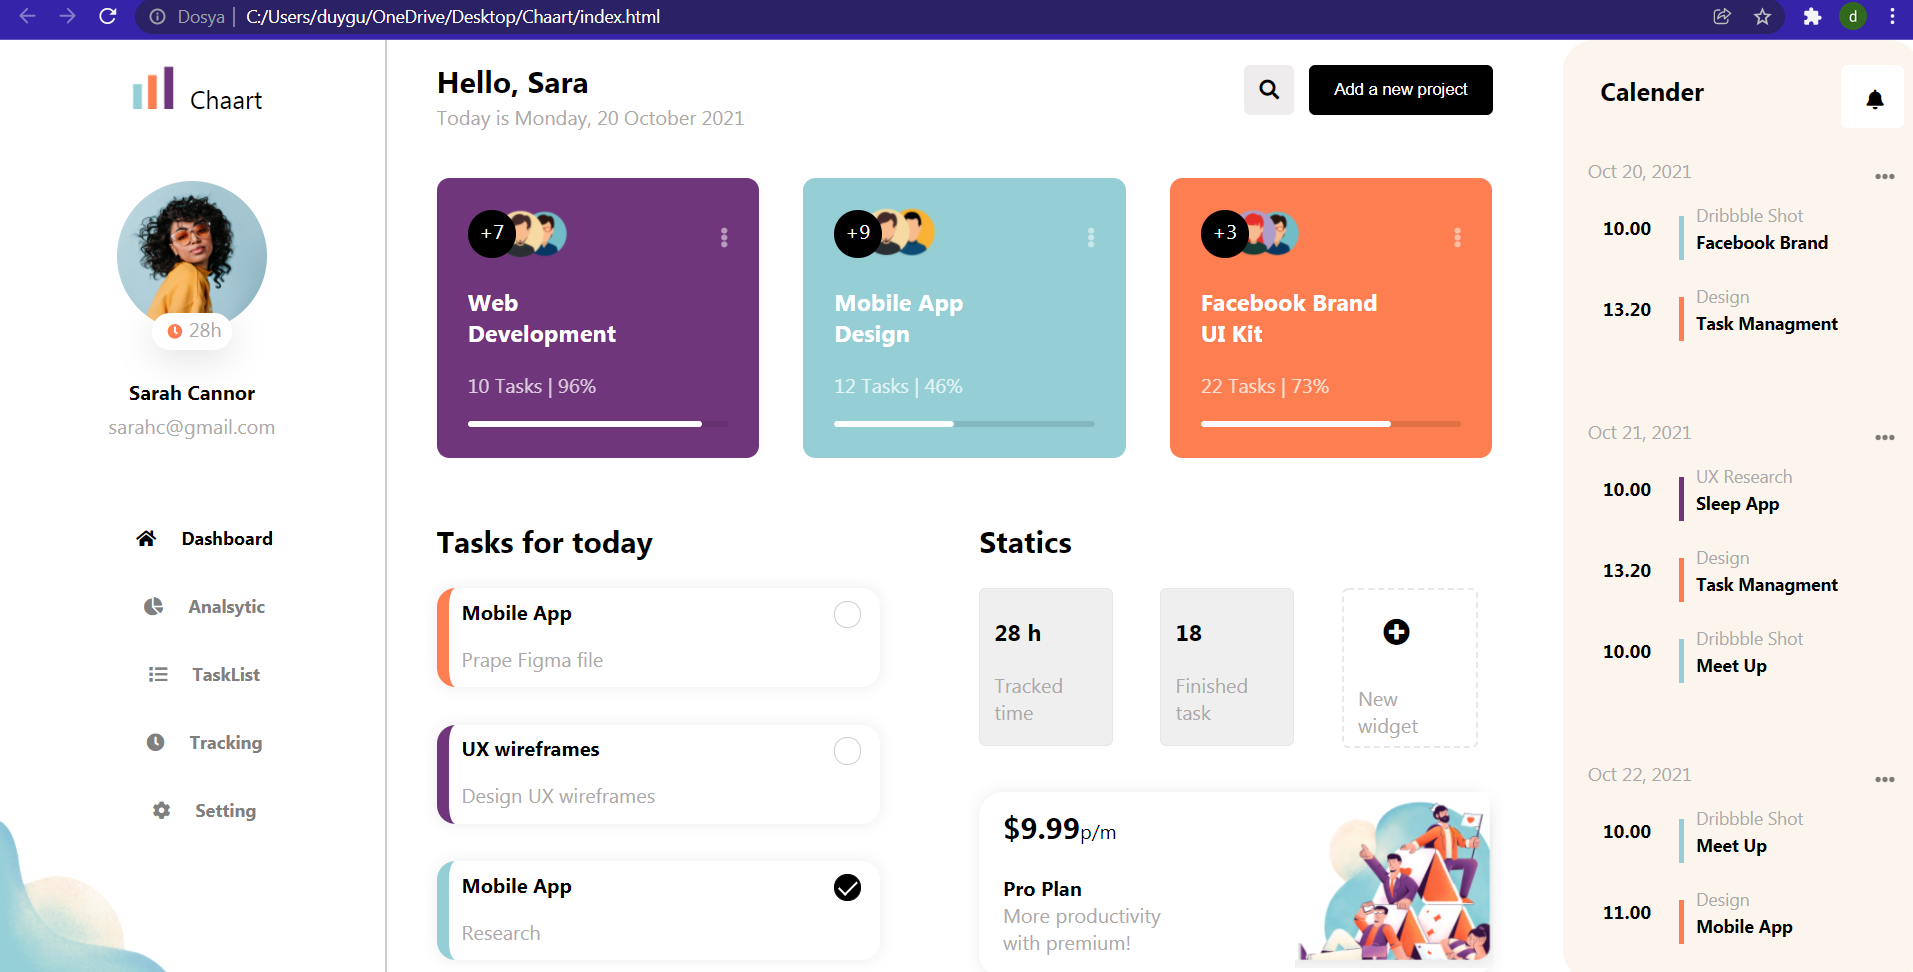 Dosya | C:/Users/duygu/OneDrive/Desktop/Chaart/index.html
d
Chaart
28h
Sarah Cannor
sarahc@gmail.com
Dashboard
Analsytic
TaskList
Tracking
Setting
Hello, Sara
Today is Monday, 20 October 2021
Add a new project
+7
Web
Development
10 Tasks | 96%
+9
Mobile App
Design
12 Tasks | 46%
+3
Facebook Brand
UI Kit
22 Tasks | 73%
Tasks for today
Mobile App
Prape Figma file
UX wireframes
Design UX wireframes
Mobile App
Research
Statics
28 h
Tracked
time
18
Finished
task
New
widget
$9.99p/m
Pro Plan
More productivity
with premium!
Calender
Oct 20, 2021
10.00
Dribbble Shot
Facebook Brand
13.20
Design
Task Managment
Oct 21, 2021
10.00
UX Research
Sleep App
13.20
Design
Task Managment
10.00
Dribbble Shot
Meet Up
Oct 22, 2021
10.00
Dribbble Shot
Meet Up
11.00
Design
Mobile App